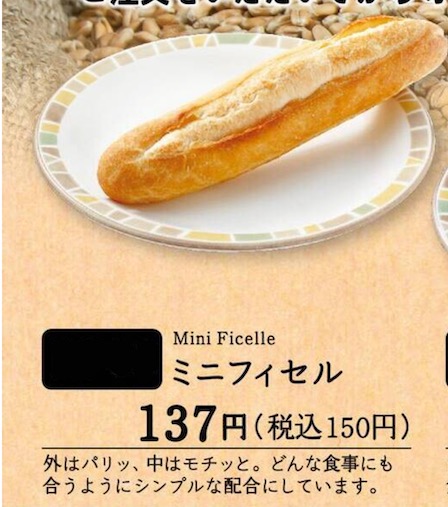 Mini Ficelle
ミニフィセル
137円(税込150円)
外はパリッ、中はモチッと。どんな食事にも
合うようにシンプルな配合にしています。